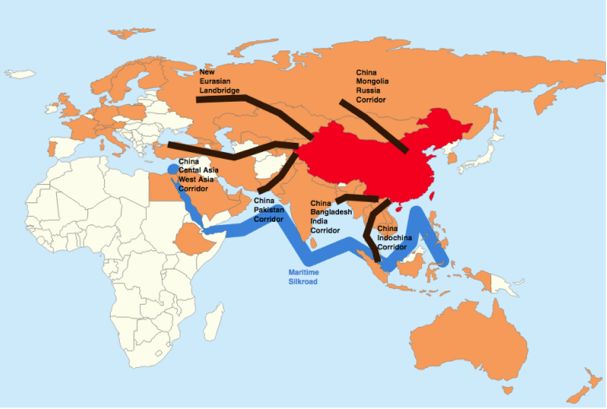 New
Eurasian
Landbridge
China
Mongolia
Russia
Corridor
China
Cental Asia
West Asia
Corridor
China
Pakistan
Corridor
China
Bangladesh
India
Corridor
China
Indochina
Corridor
Maritime
Silkroad